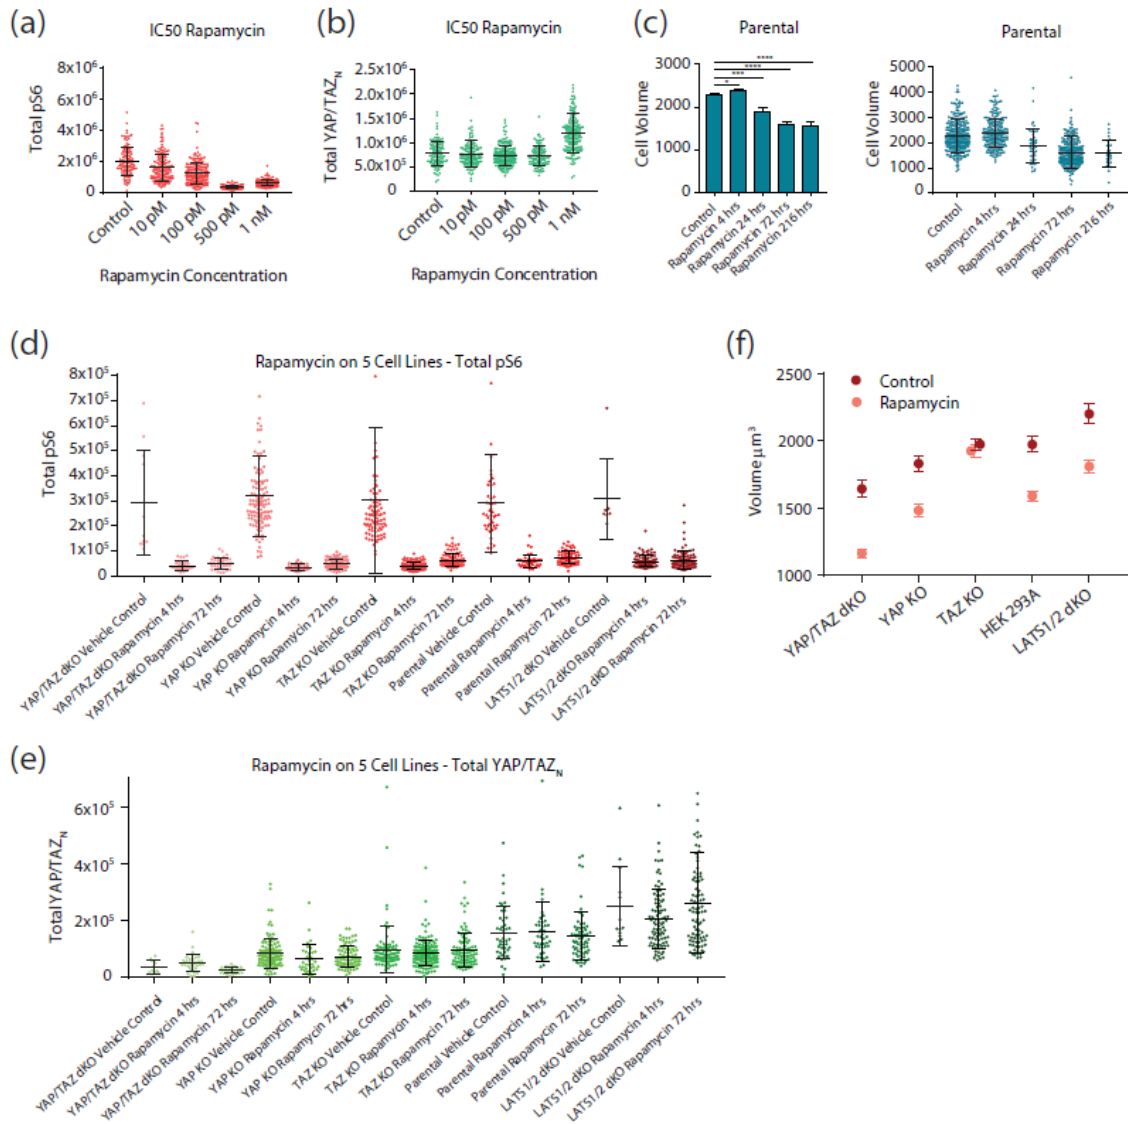 (a)
IC50 Rapamycin
Total pS6
8x10⁶
6x10⁶
4x10⁶
2x10⁶
0
Control
10 pM
100 pM
500 pM
1 nM
Rapamycin Concentration
(b)
IC50 Rapamycin
Total YAP/TAZN
2.5x10⁶
2.0x10⁶
1.5x10⁶
1.0x10⁶
5.0x10⁵
0
Control
10 pM
100 pM
500 pM
1 nM
Rapamycin Concentration
(c)
Parental
Cell Volume
3000
2000
1000
0
****
****
***
*
Control
Rapamycin 4 hrs
Rapamycin 24 hrs
Rapamycin 72 hrs
Rapamycin 216 hrs
Parental
Cell Volume
5000
4000
3000
2000
1000
0
Control
Rapamycin 4 hrs
Rapamycin 24 hrs
Rapamycin 72 hrs
Rapamycin 216 hrs
(d)
Rapamycin on 5 Cell Lines - Total pS6
Total pS6
8x10⁵
7x10⁵
6x10⁵
5x10⁵
4x10⁵
3x10⁵
2x10⁵
1x10⁵
0
YAP/TAZ dKO Vehicle Control
YAP/TAZ dKO Rapamycin 4 hrs
YAP/TAZ dKO Rapamycin 72 hrs
YAP KO Vehicle Control
YAP KO Rapamycin 4 hrs
YAP KO Rapamycin 72 hrs
TAZ KO Vehicle Control
TAZ KO Rapamycin 4 hrs
TAZ KO Rapamycin 72 hrs
Parental Vehicle Control
Parental Rapamycin 4 hrs
Parental Rapamycin 72 hrs
LATS1/2 dKO Vehicle Control
LATS1/2 dKO Rapamycin 4 hrs
LATS1/2 dKO Rapamycin 72 hrs
(f)
Volume μm³
2500
2000
1500
1000
Control
Rapamycin
YAP/TAZ dKO
YAP KO
TAZ KO
HEK 293A
LATS1/2 dKO
(e)
Rapamycin on 5 Cell Lines - Total YAP/TAZN
Total YAP/TAZN
6x10⁵
4x10⁵
2x10⁵
0
YAP/TAZ dKO Vehicle Control
YAP/TAZ dKO Rapamycin 4 hrs
YAP/TAZ dKO Rapamycin 72 hrs
YAP KO Vehicle Control
YAP KO Rapamycin 4 hrs
YAP KO Rapamycin 72 hrs
TAZ KO Vehicle Control
TAZ KO Rapamycin 4 hrs
TAZ KO Rapamycin 72 hrs
Parental Vehicle Control
Parental Rapamycin 4 hrs
Parental Rapamycin 72 hrs
LATS1/2 dKO Vehicle Control
LATS1/2 dKO Rapamycin 4 hrs
LATS1/2 dKO Rapamycin 72 hrs